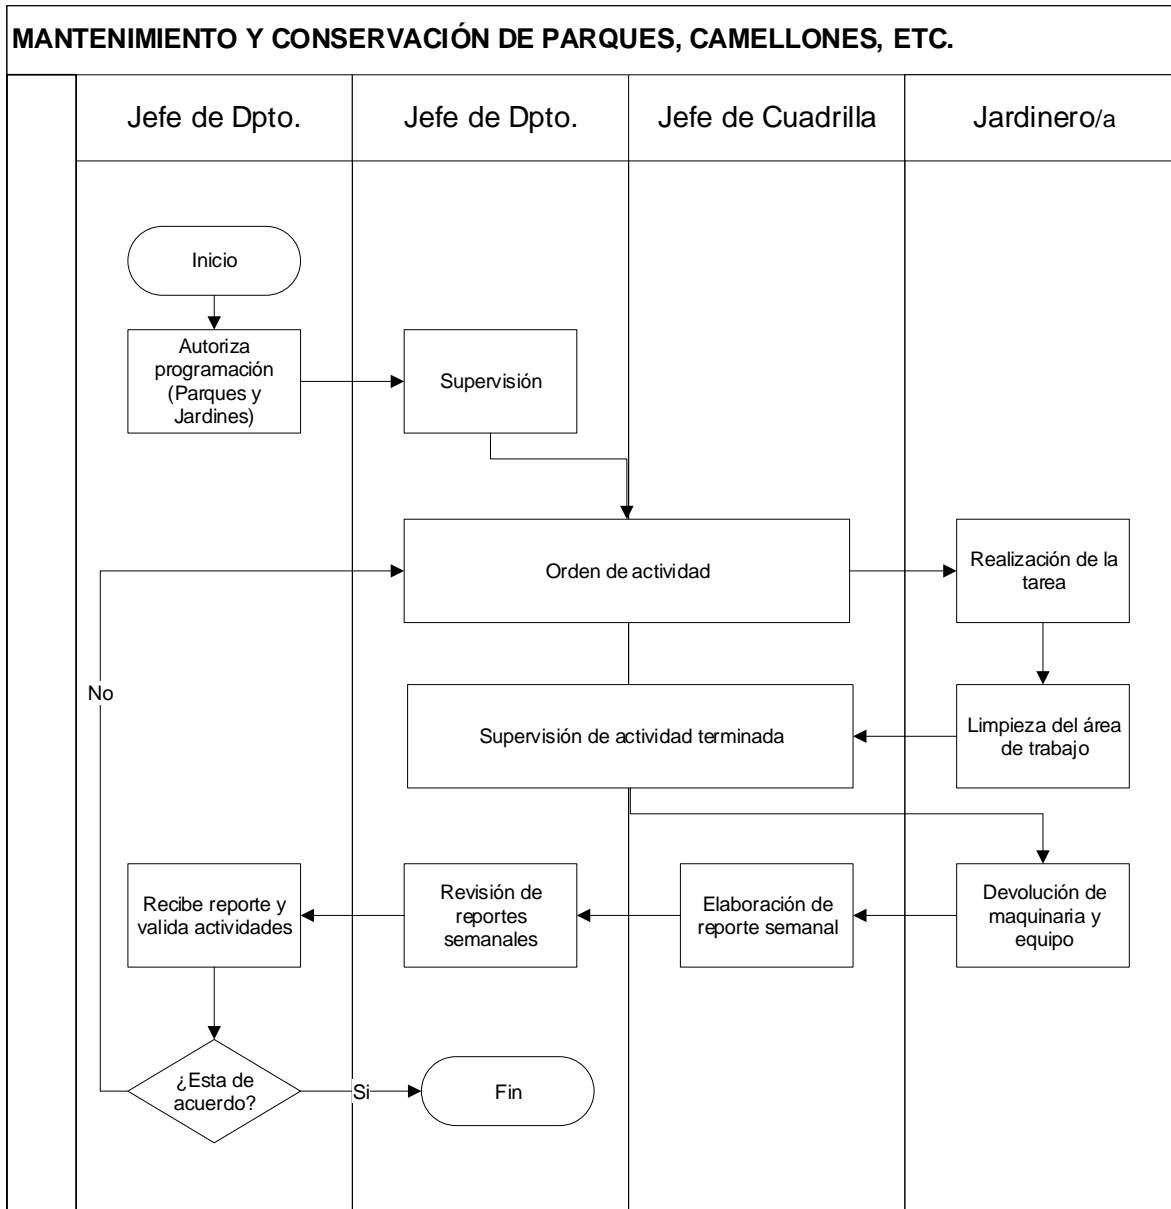 MANTENIMIENTO Y CONSERVACIÓN DE PARQUES, CAMELLONES, ETC.
Jefe de Dpto.
Jefe de Dpto.
Jefe de Cuadrilla
Jardinero/a
Inicio
Autoriza
programación
(Parques y
Jardines)
Supervisión
Orden de actividad
Realización de la
tarea
No
Supervisión de actividad terminada
Limpieza del área
de trabajo
Recibe reporte y
valida actividades
Revisión de
reportes
semanales
Elaboración de
reporte semanal
Devolución de
maquinaria y
equipo
¿Esta de
acuerdo?
Si
Fin